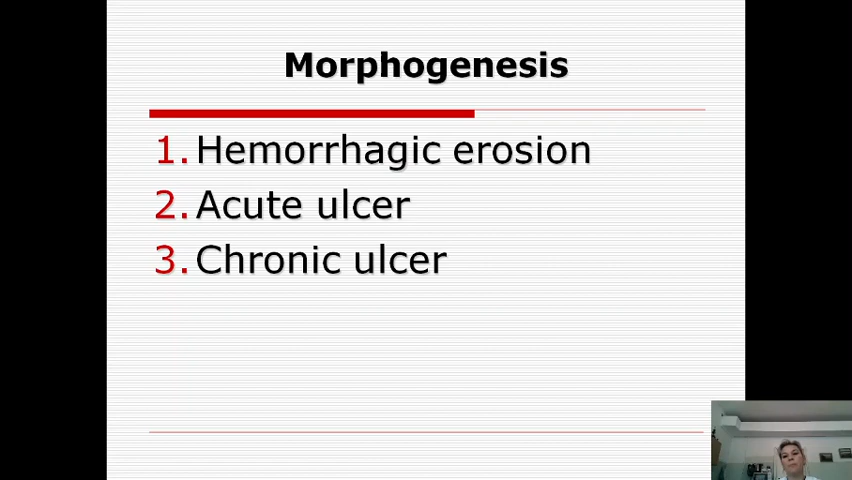 Morphogenesis
1. Hemorrhagic erosion
2. Acute ulcer
3. Chronic ulcer